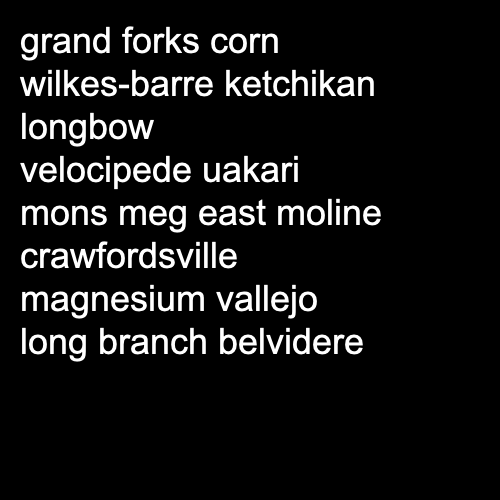 grand forks corn
wilkes-barre ketchikan
longbow
velocipede uakari
mons meg east moline
crawfordsville
magnesium vallejo
long branch belvidere